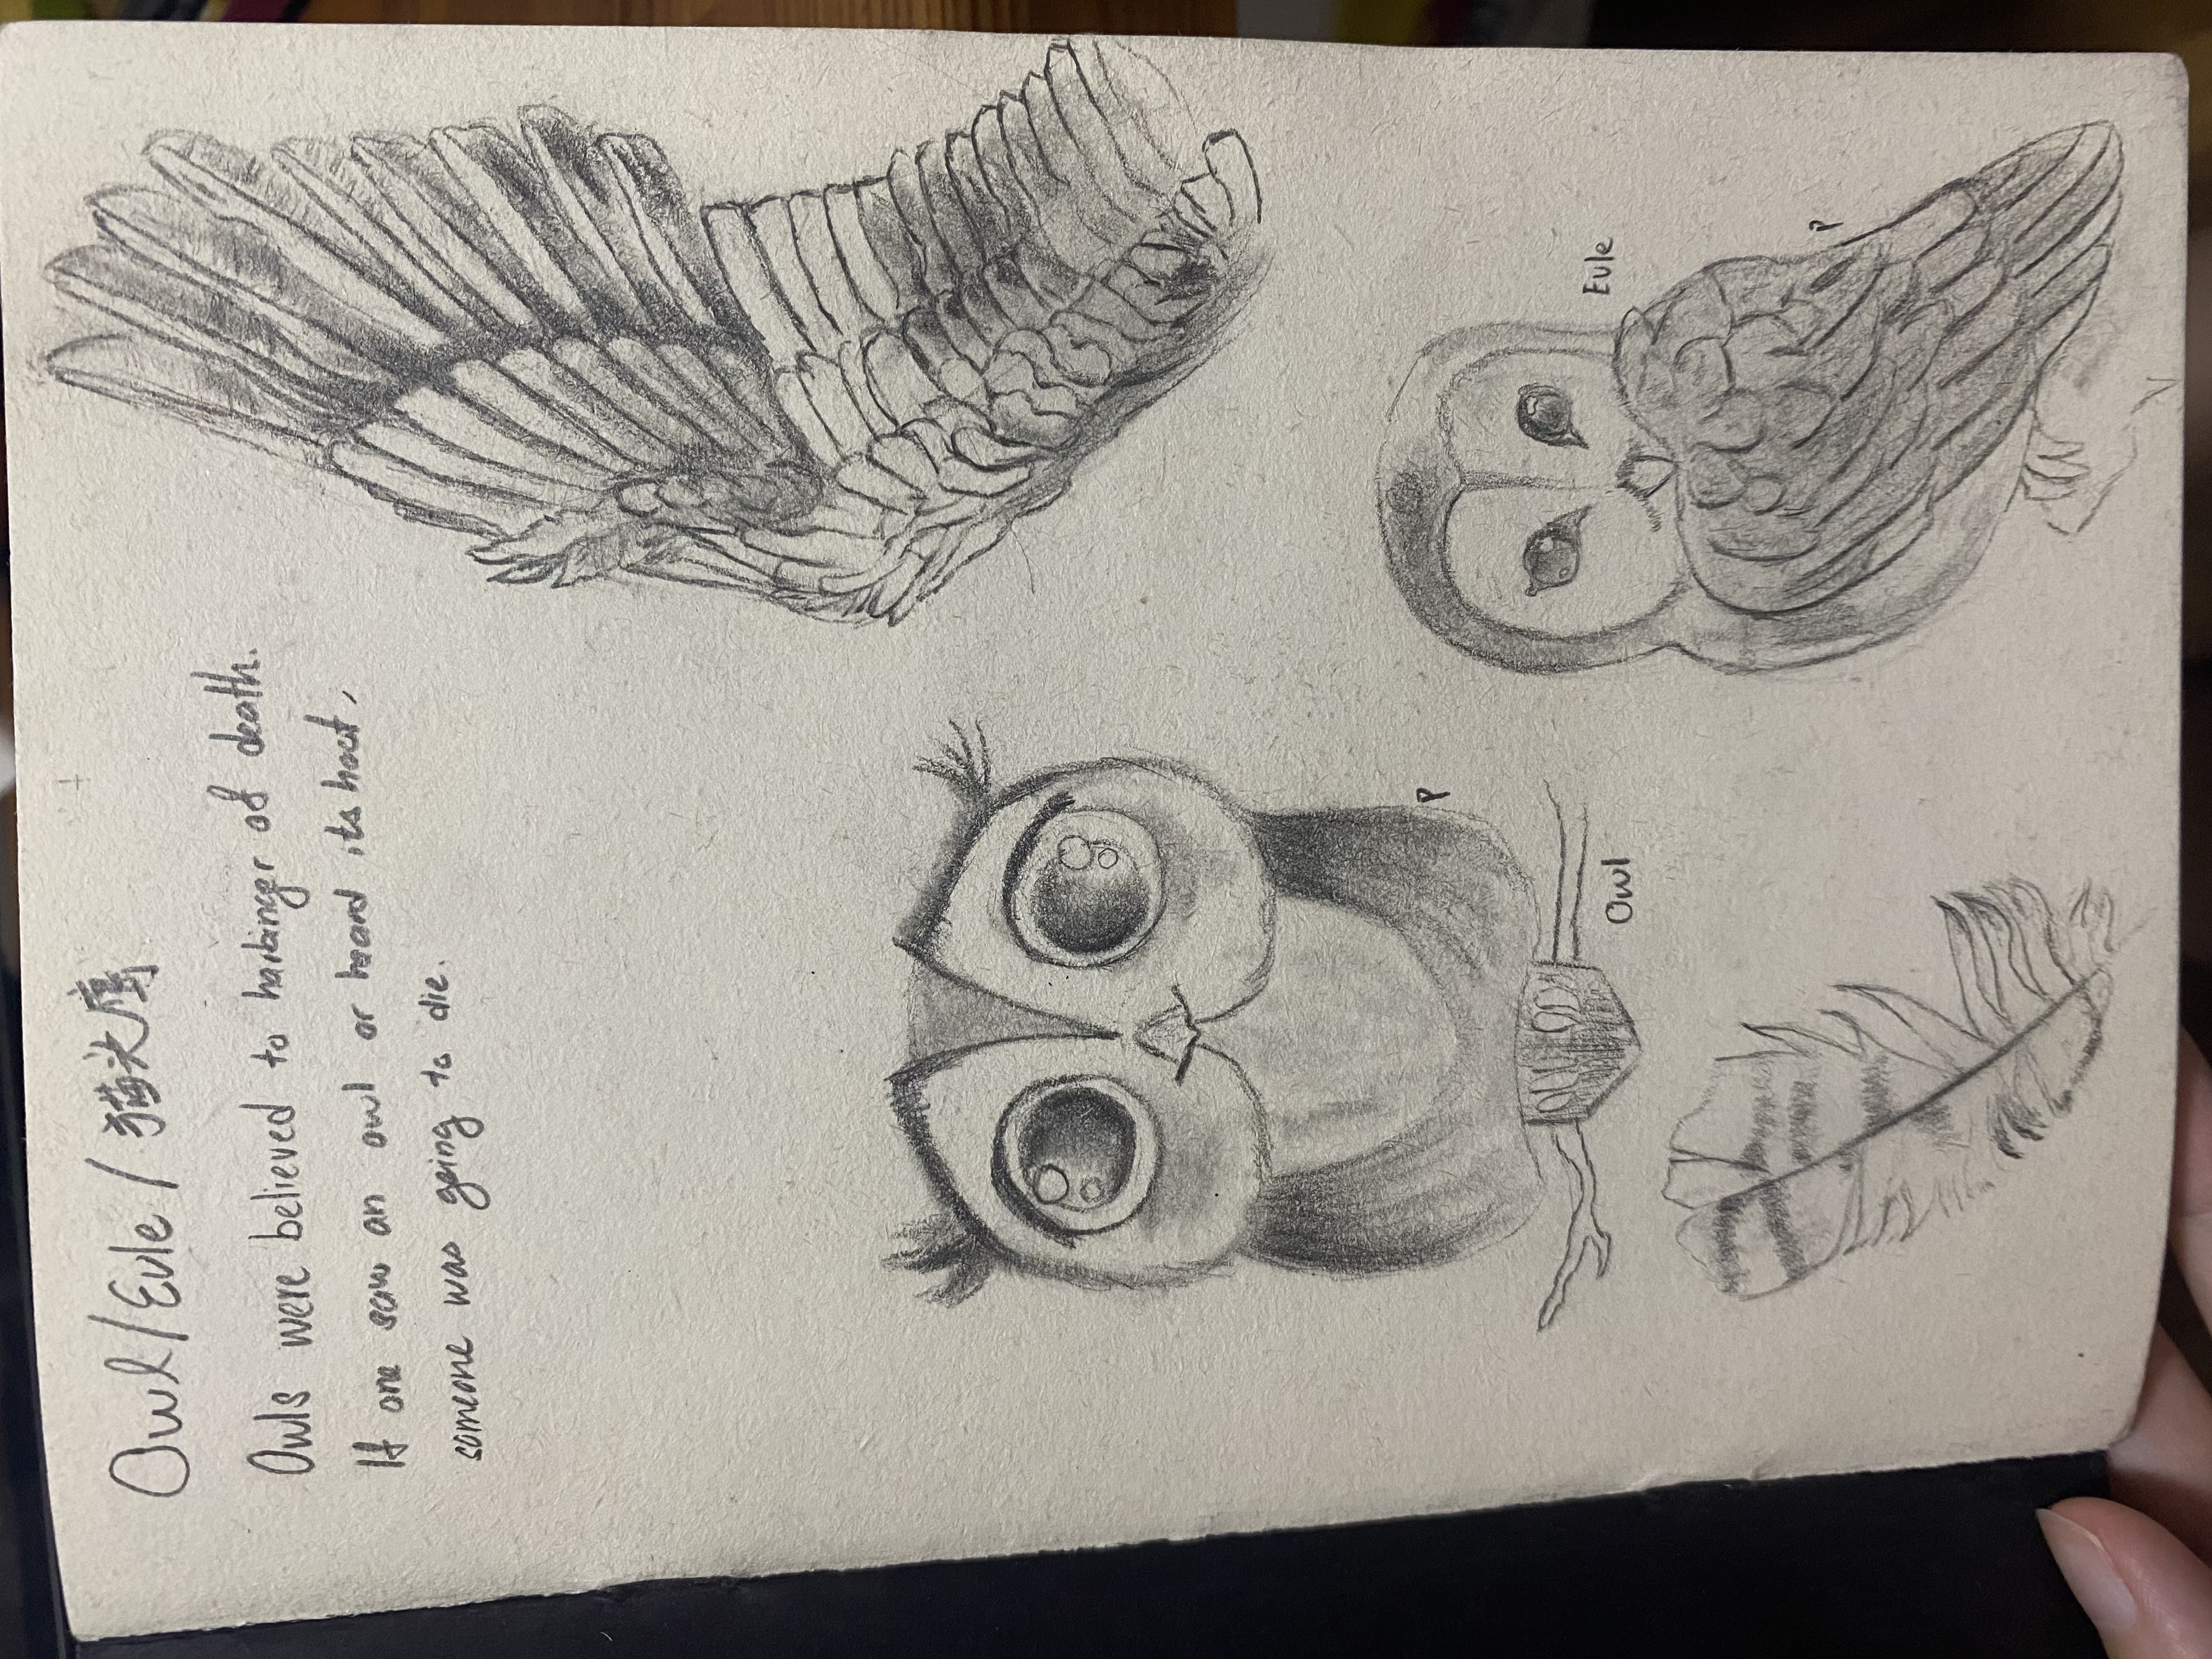 Owl/Eule/猫头鹰
Owls were believed to harbinger of death.
If one saw an owl or heard its hoot,
someone was going to die.
P
Owl
Eule
P